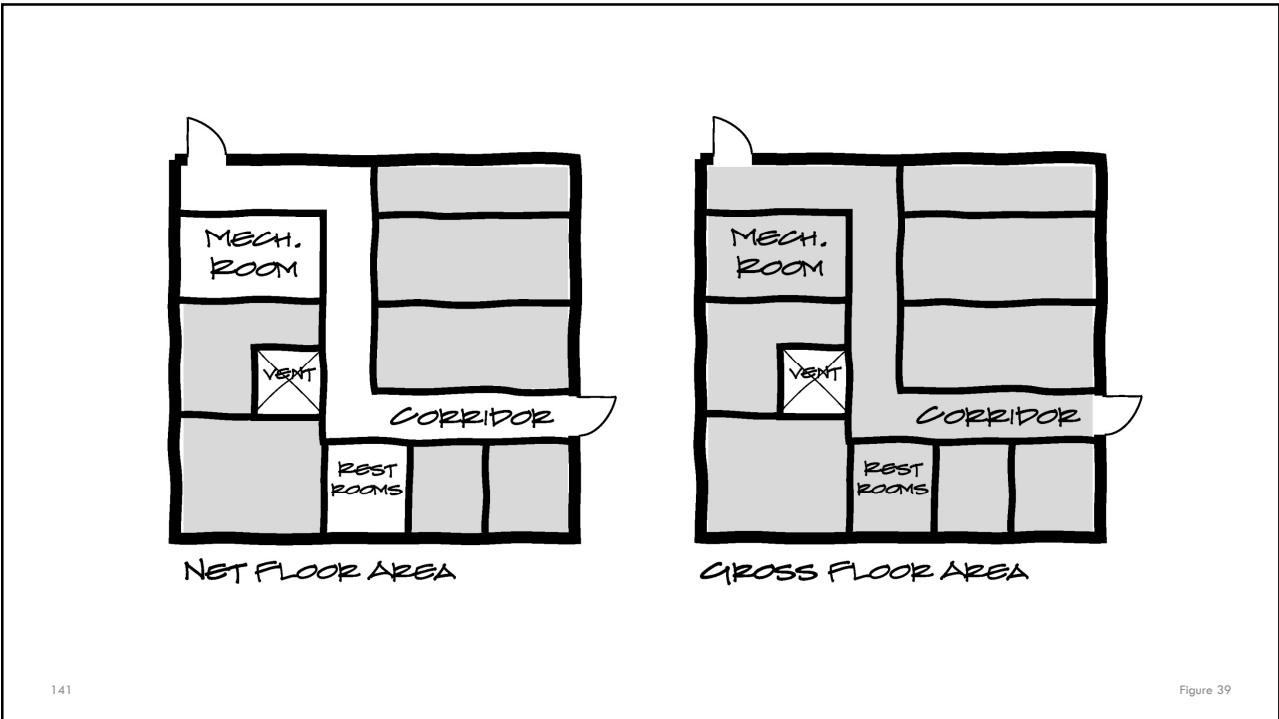 MECH.
ROOM
VENT
CORRIDOR
REST
ROOMS
NET FLOOR AREA
MECH.
ROOM
VENT
CORRIDOR
REST
ROOMS
GROSS FLOOR AREA
141
Figure 39